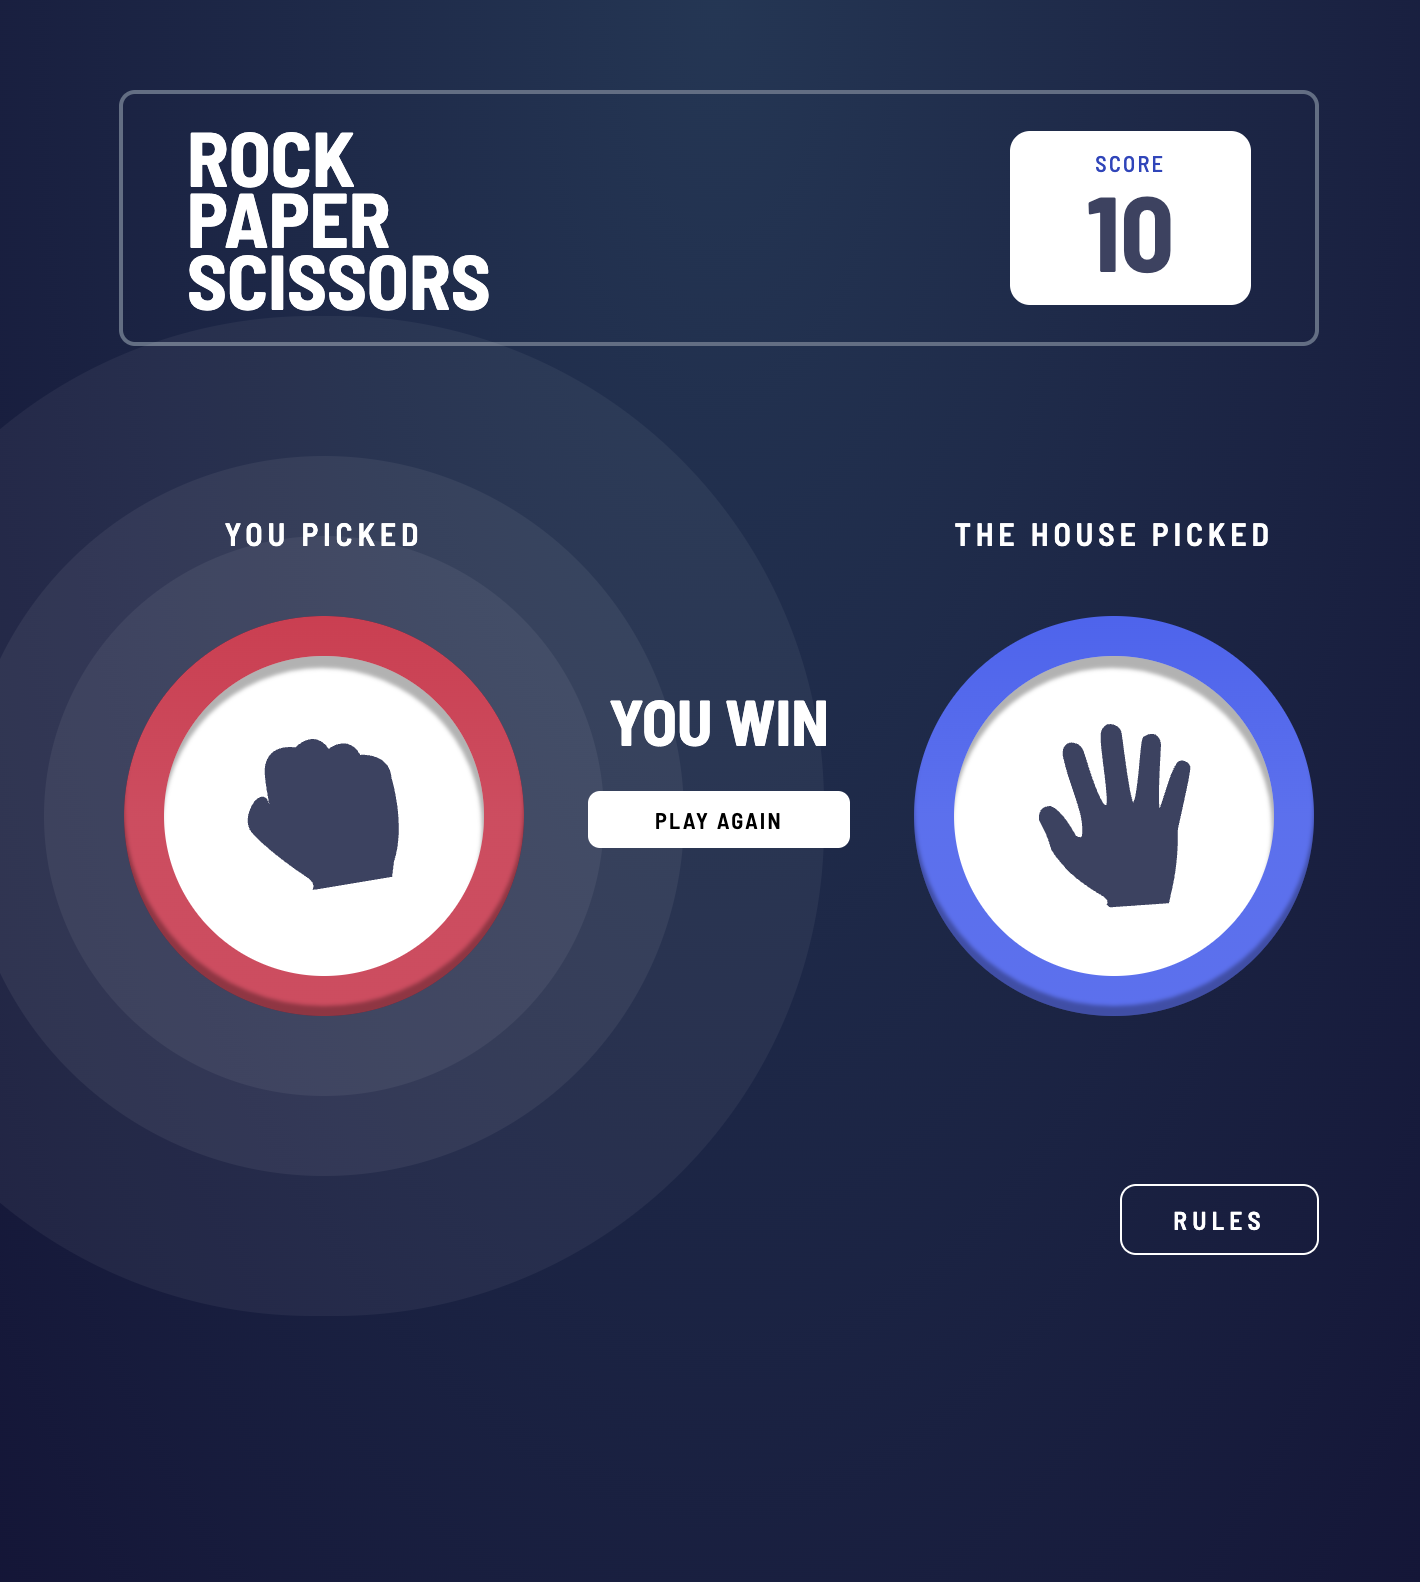 ROCK
PAPER
SCISSORS
SCORE
10
YOU PICKED
THE HOUSE PICKED
YOU WIN
PLAY AGAIN
RULES